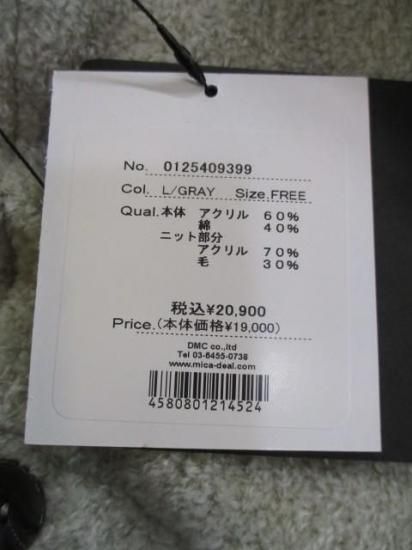 No. 0125409399
Col. L/GRAY Size.FREE
Qual.本体 アクリル 60%
綿 40%
ニット部分
アクリル 70%
毛 30%
税込¥20,900
Price.(本体価格¥19,000)
DMC co.,ltd
Tel 03-6455-0738
www.mica-deal.com
4580801214524